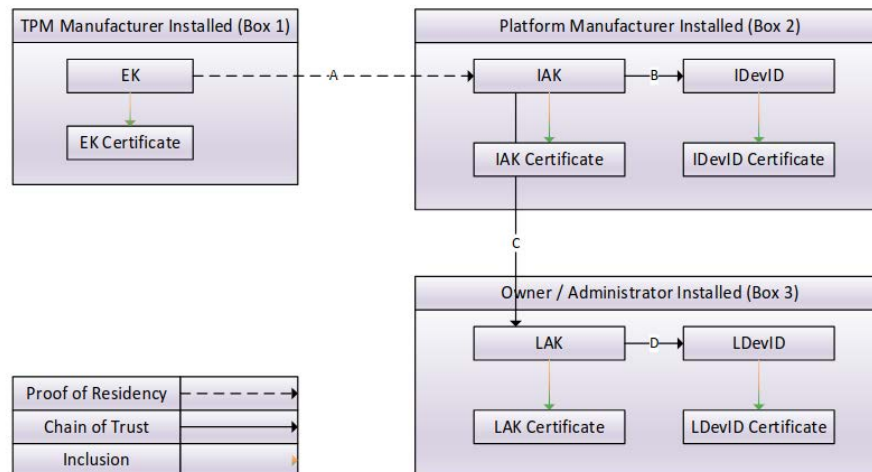 TPM Manufacturer Installed (Box 1)
EK
EK Certificate
A
Platform Manufacturer Installed (Box 2)
IAK
B
IDevID
IAK Certificate
IDevID Certificate
C
Owner / Administrator Installed (Box 3)
LAK
D
LDevID
LAK Certificate
LDevID Certificate
Proof of Residency
Chain of Trust
Inclusion